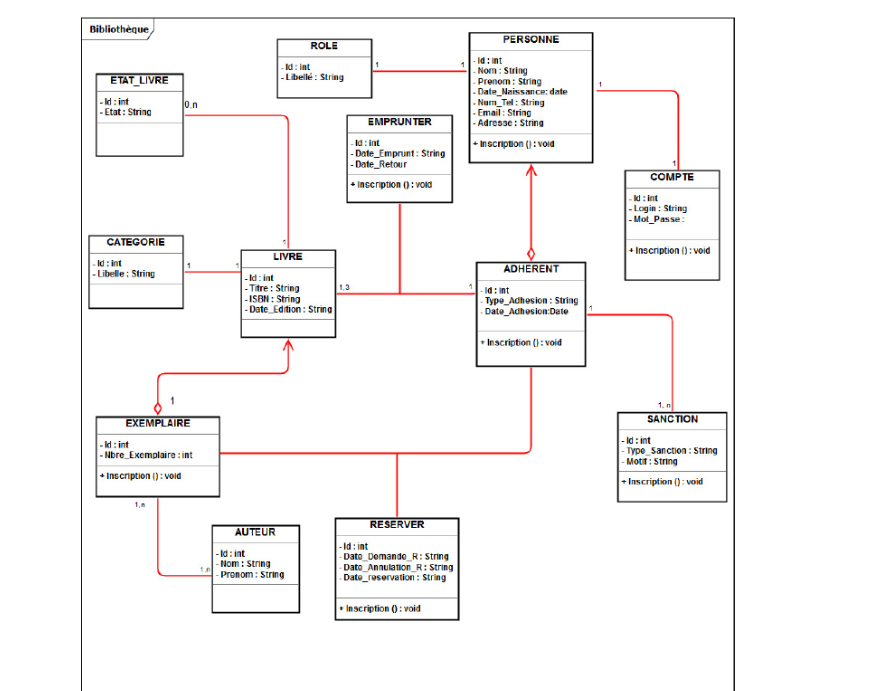 Bibliothèque
ROLE
- Id : int
- Libellé : String
1
1
PERSONNE
- Id : int
- Nom : String
- Prenom : String
- Date_Naissance: date
- Num_Tel : String
- Email : String
- Adresse : String
+ Inscription () : void
1
ETAT_LIVRE
- Id : int
- Etat : String
0,n
EMPRUNTER
- Id : int
- Date_Emprunt : String
- Date_Retour
+ Inscription () : void
1
COMPTE
- Id : int
- Login : String
- Mot_Passe :
+ Inscription () : void
CATEGORIE
- Id : int
- Libelle : String
1
1
1
LIVRE
- Id : int
- Titre : String
- ISBN : String
- Date_Edition : String
1,3
1
ADHERENT
- Id : int
- Type_Adhesion : String
- Date_Adhesion:Date
+ Inscription () : void
1
1
EXEMPLAIRE
- Id : int
- Nbre_Exemplaire : int
+ Inscription () : void
1,n
1,n
SANCTION
- Id : int
- Type_Sanction : String
- Motif : String
+ Inscription () : void
AUTEUR
- Id : int
- Nom : String
- Prenom : String
1,n
RESERVER
- Id : int
- Date_Demande_R : String
- Date_Annulation_R : String
- Date_reservation : String
+ Inscription () : void